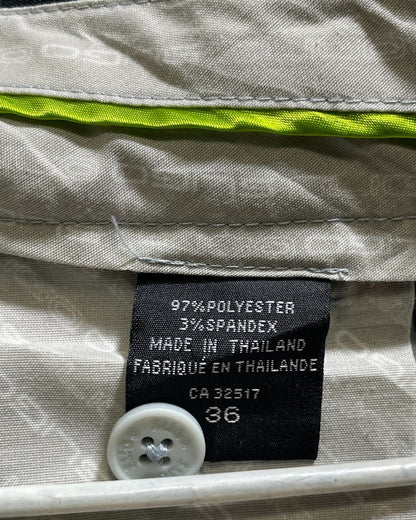 97%POLYESTER
3%SPANDEX
MADE IN THAILAND
FABRIQUÉ EN THAILANDE
CA 32517
36